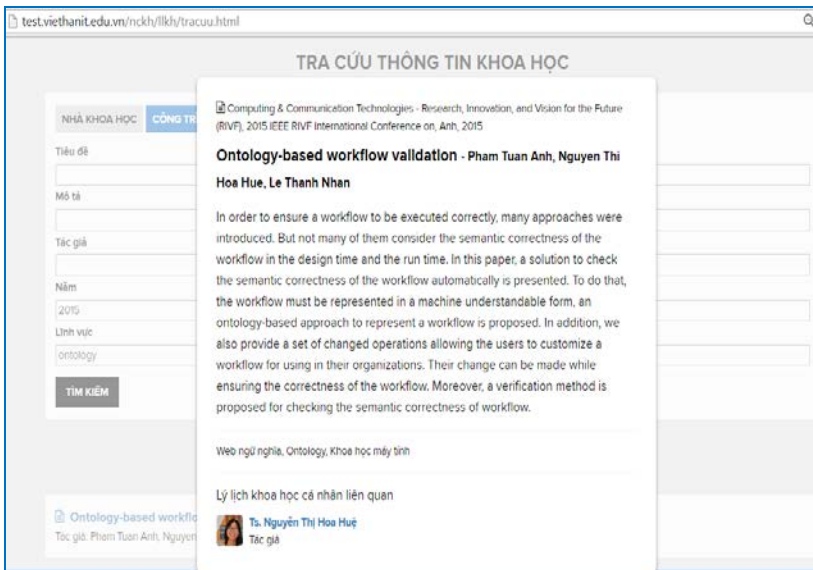 test.viethanit.edu.vn/nckh/llkh/tracuu.html
TRA CỨU THÔNG TIN KHOA HỌC
NHÀ KHOA HỌC
CÔNG TR
Tiêu đề
Mô tả
Tác giả
Năm
2015
Lĩnh vực
ontology
TÌM KIẾM
Computing & Communication Technologies - Research, Innovation, and Vision for the Future
(RIVF), 2015 IEEE RIVF International Conference on, Anh, 2015
Ontology-based workflow validation - Pham Tuan Anh, Nguyen Thi
Hoa Hue, Le Thanh Nhan
In order to ensure a workflow to be executed correctly, many approaches were
introduced. But not many of them consider the semantic correctness of the
workflow in the design time and the run time. In this paper, a solution to check
the semantic correctness of the workflow automatically is presented. To do that,
the workflow must be represented in a machine understandable form, an
ontology-based approach to represent a workflow is proposed. In addition, we
also provide a set of changed operations allowing the users to customize a
workflow for using in their organizations. Their change can be made while
ensuring the correctness of the workflow. Moreover, a verification method is
proposed for checking the semantic correctness of workflow.
Web ngữ nghĩa, Ontology, Khoa học máy tính
Lý lịch khoa học cá nhân liên quan
Ts. Nguyễn Thị Hoa Huệ
Tác giả
Ontology-based workflo
Tác giả: Pham Tuan Anh, Nguyen